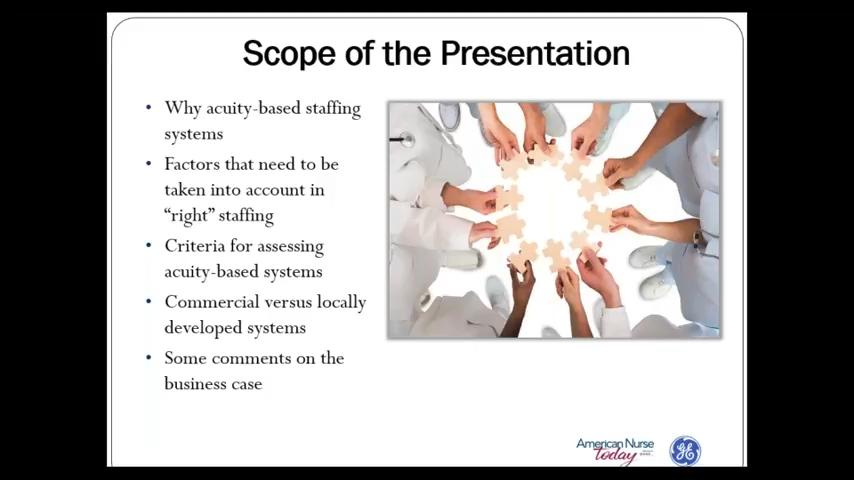 Scope of the Presentation
• Why acuity-based staffing
systems
• Factors that need to be
taken into account in
“right” staffing
• Criteria for assessing
acuity-based systems
• Commercial versus locally
developed systems
• Some comments on the
business case
American Nurse
today